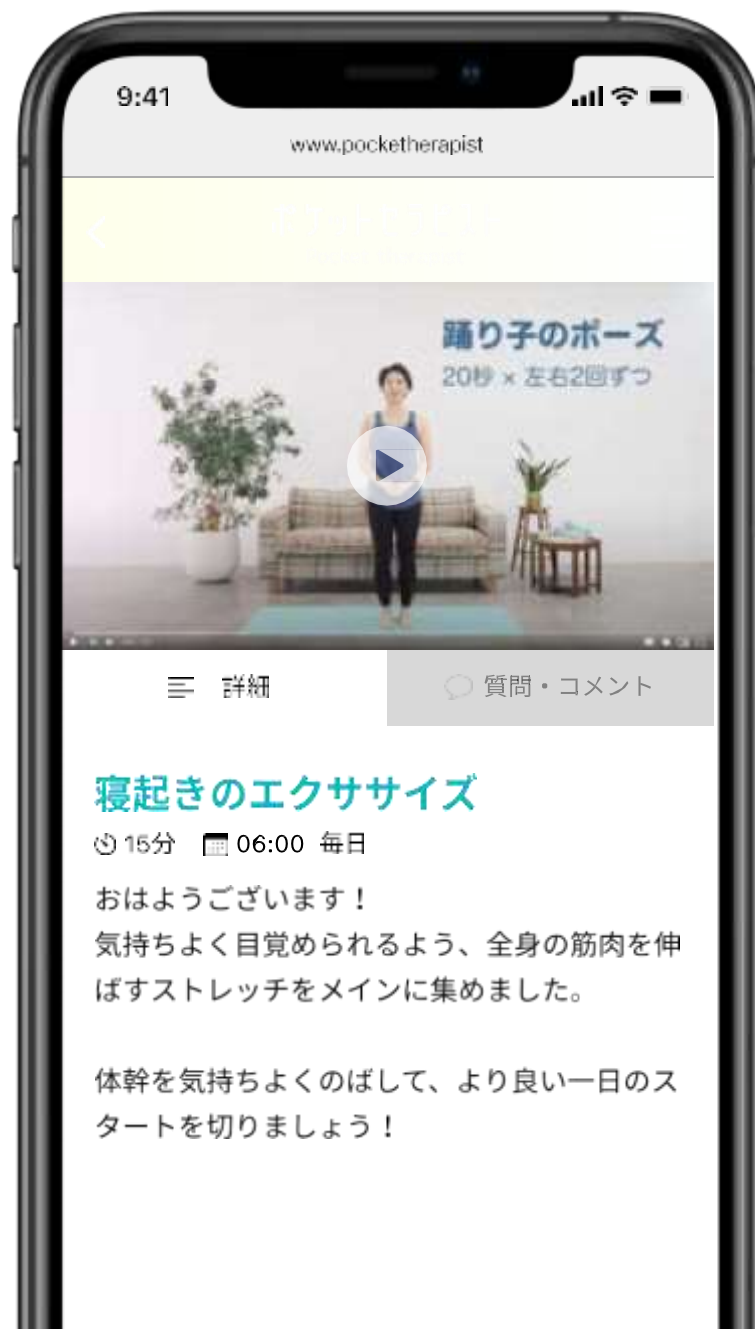 9:41
www.pocketherapist
踊り子のポーズ
20秒 × 左右2回ずつ
詳細
質問・コメント
寝起きのエクササイズ
15分 06:00 毎日
おはようございます！
気持ちよく目覚められるよう、全身の筋肉を伸
ばすストレッチをメインに集めました。
体幹を気持ちよくのばして、より良い一日のス
タートを切りましょう！